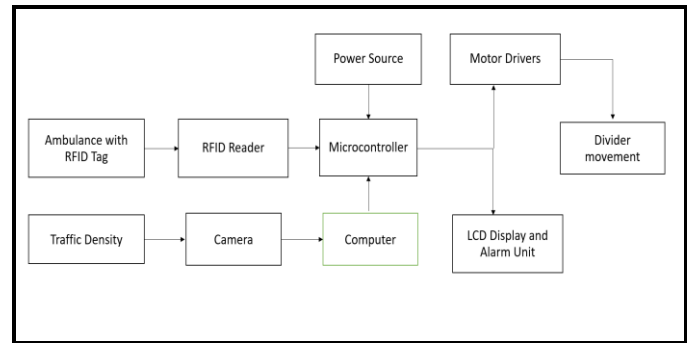 Power Source
Motor Drivers
Ambulance with
RFID Tag
RFID Reader
Microcontroller
Divider
movement
Traffic Density
Camera
Computer
LCD Display and
Alarm Unit